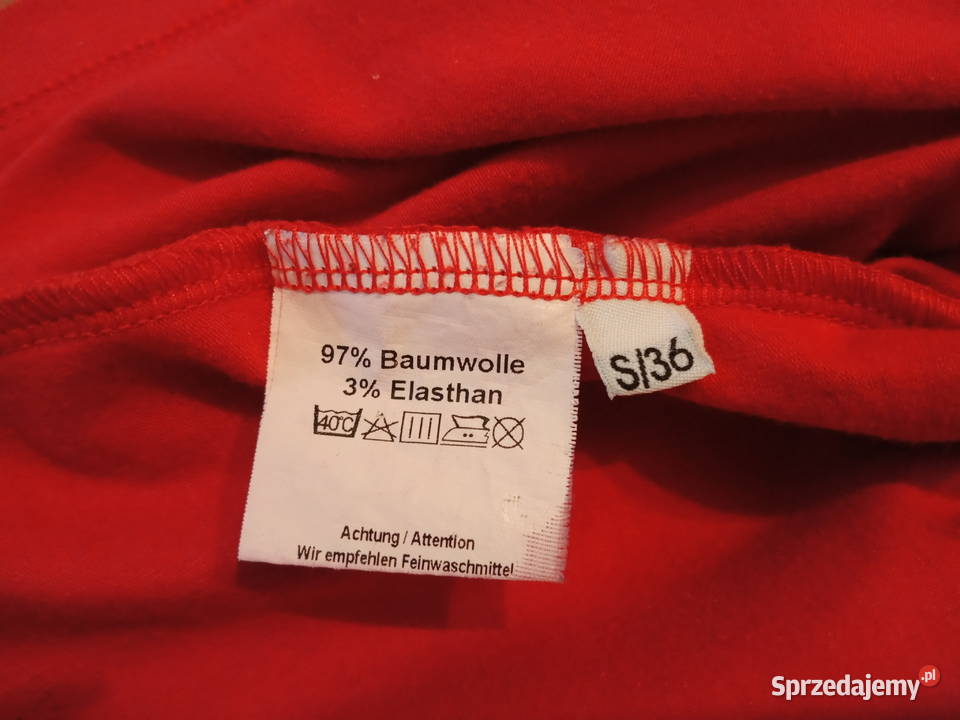 97% Baumwolle
3% Elasthan
40°C
S/36
Achtung / Attention
Wir empfehlen Feinwaschmittel
Sprzedajemy.pl